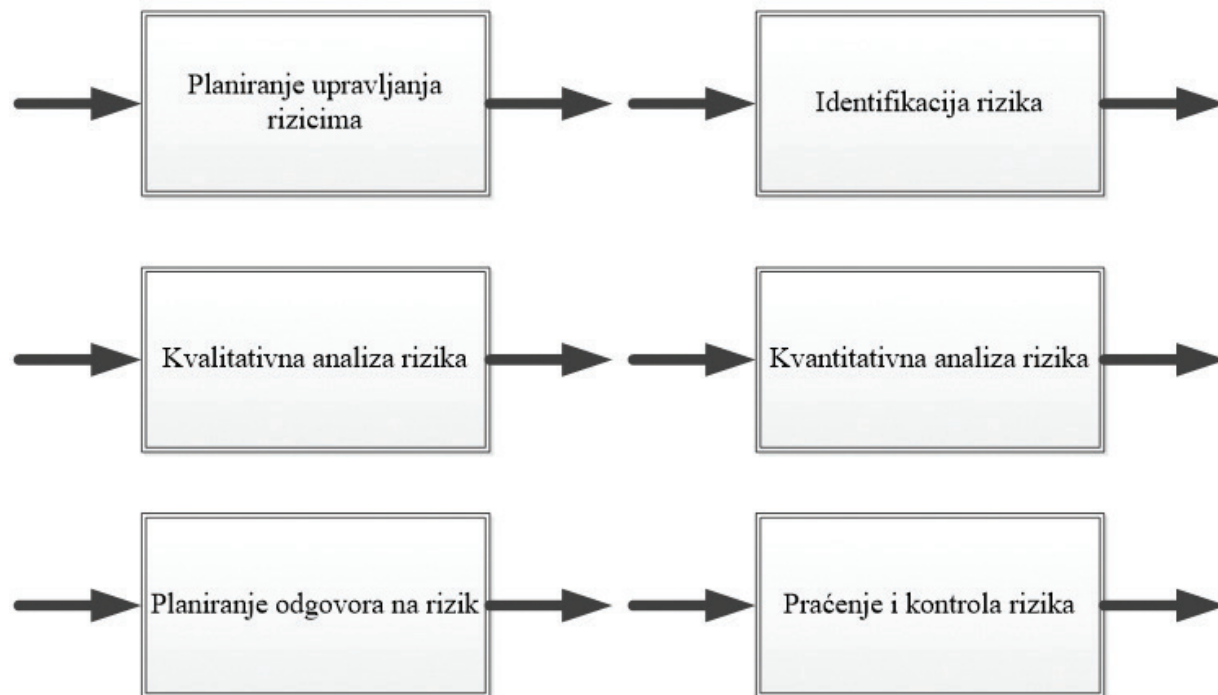 Planiranje upravljanja
rizicima
Identifikacija rizika
Kvalitativna analiza rizika
Kvantitativna analiza rizika
Planiranje odgovora na rizik
Praćenje i kontrola rizika